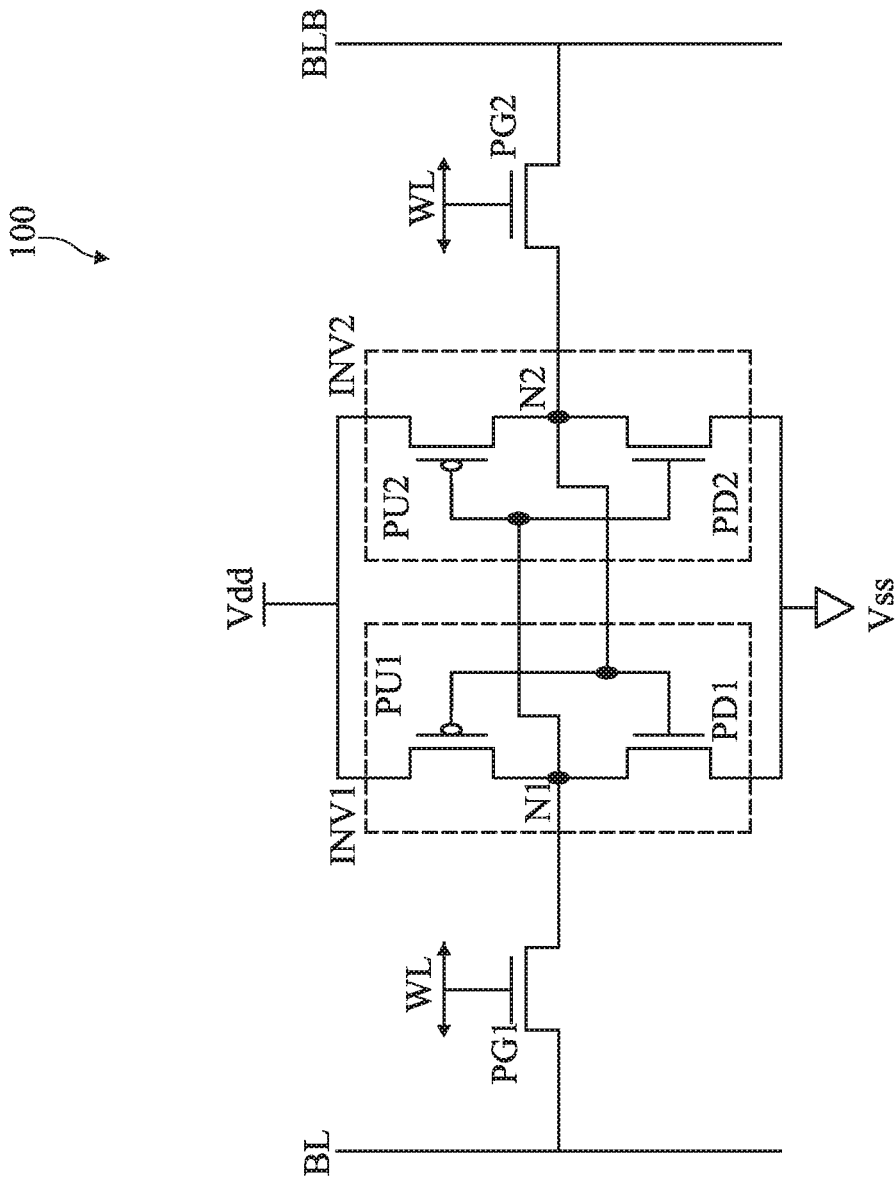 100
BL
BLB
WL
PG1
WL
PG2
Vdd
INV1
INV2
PU1
PU2
N1
N2
PD1
PD2
Vss